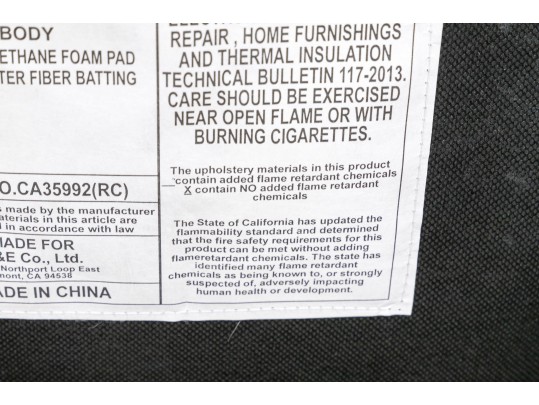 BODY
ETHANE FOAM PAD
TER FIBER BATTING
O.CA35992(RC)
is made by the manufacturer
aterials in this article are
d in accordance with law
MADE FOR
&E Co., Ltd.
Northport Loop East
mont, CA 94538
ADE IN CHINA
REPAIR , HOME FURNISHINGS
AND THERMAL INSULATION
TECHNICAL BULLETIN 117-2013.
CARE SHOULD BE EXERCISED
NEAR OPEN FLAME OR WITH
BURNING CIGARETTES.
The upholstery materials in this product
__contain added flame retardant chemicals
X contain NO added flame retardant
chemicals
The State of California has updated the
flammability standard and determined
that the fire safety requirements for this
product can be met without adding
flameretardant chemicals. The state has
identified many flame retardant
chemicals as being known to, or strongly
suspected of, adversely impacting
human health or development.